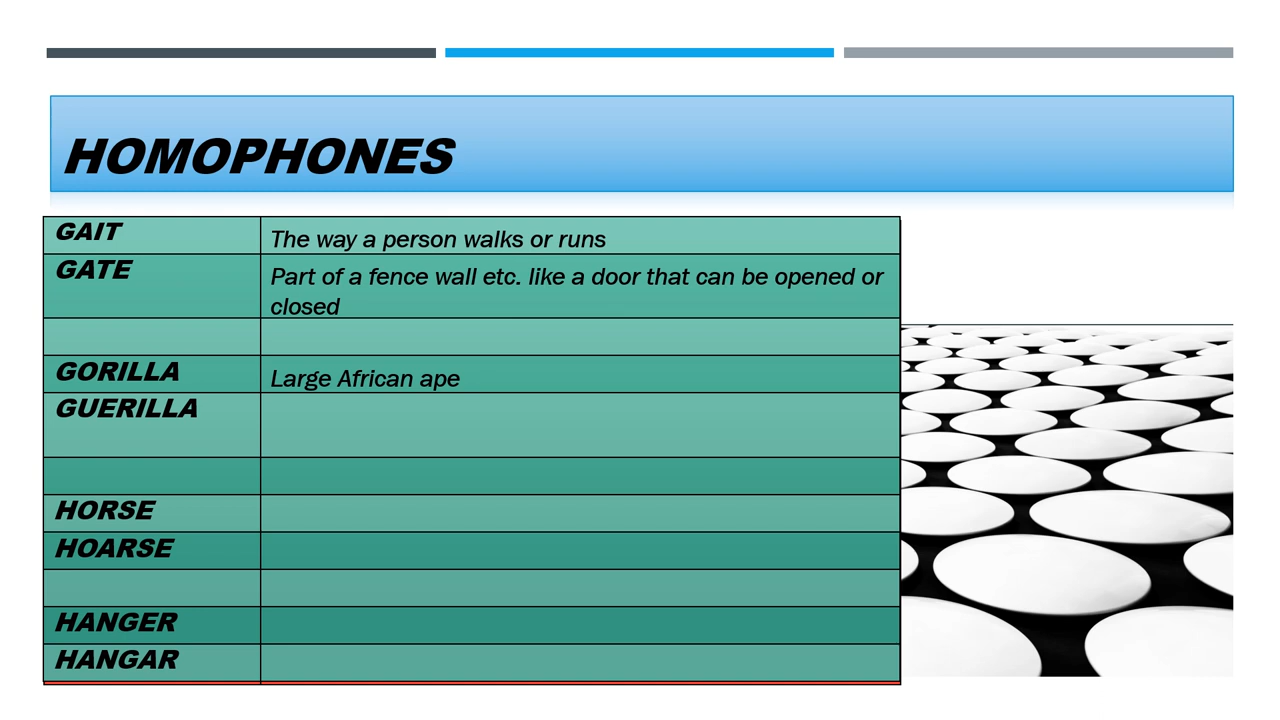 HOMOPHONES
GAIT The way a person walks or runs
GATE Part of a fence wall etc. like a door that can be opened or
closed
GORILLA Large African ape
GUERILLA
HORSE
HOARSE
HANGER
HANGAR